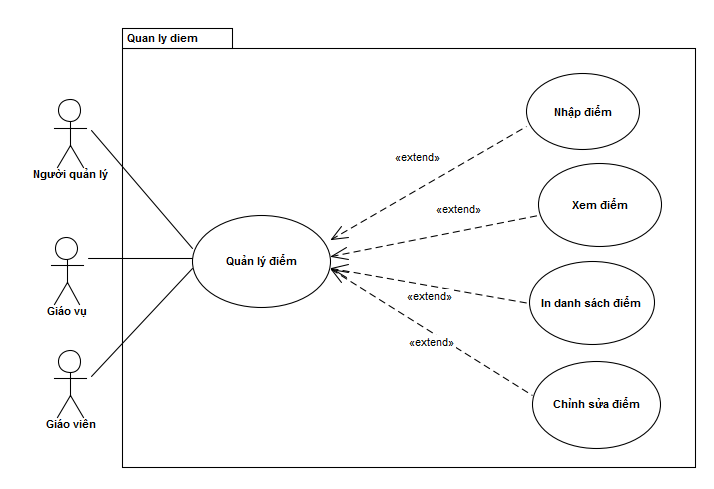 Quan ly diem
Nhập điểm
«extend»
Người quản lý
Xem điểm
«extend»
Quản lý điểm
Giáo vụ
«extend»
In danh sách điểm
«extend»
Chỉnh sửa điểm
Giáo viên